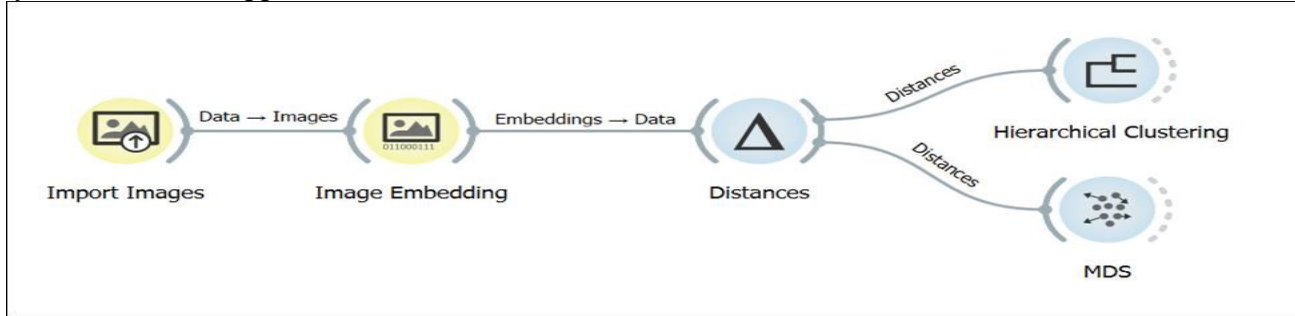 Data → Images
Embeddings → Data
Distances
Distances
011000111
Import Images
Image Embedding
Distances
Hierarchical Clustering
MDS